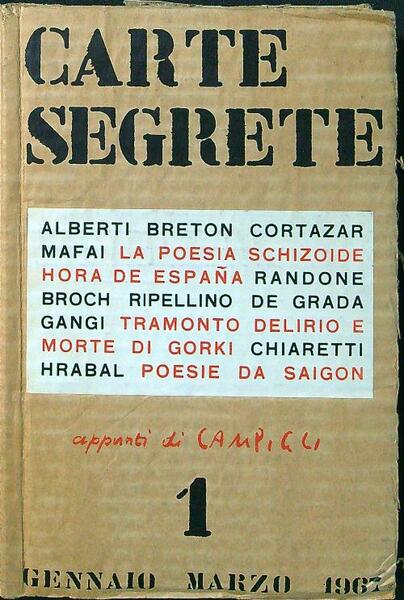 CARTE
SEGRETE
ALBERTI BRETON CORTAZAR
MAFAI LA POESIA SCHIZOIDE
HORA DE ESPAÑA RANDONE
BROCH RIPELLINO DE GRADA
GANGI TRAMONTO DELIRIO E
MORTE DI GORKI CHIARETTI
HRABAL POESIE DA SAIGON
appunti di CAMPIGLI
1
GENNAIO MARZO 1967